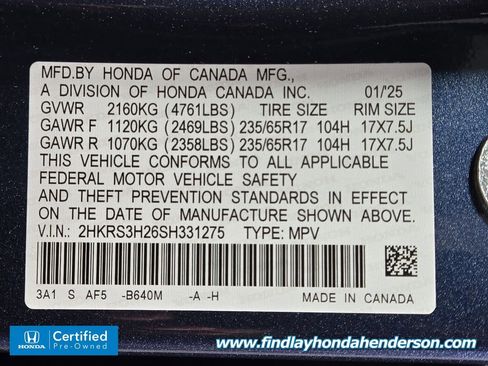 MFD.BY HONDA OF CANADA MFG.,
A DIVISION OF HONDA CANADA INC. 01/'25
GVWR 2160KG (4761LBS) TIRE SIZE RIM SIZE
GAWR F 1120KG (2469LBS) 235/65R17 104H 17X7.5J
GAWR R 1070KG (2358LBS) 235/65R17 104H 17X7.5J
THIS VEHICLE CONFORMS TO ALL APPLICABLE
FEDERAL MOTOR VEHICLE SAFETY
AND THEFT PREVENTION STANDARDS IN EFFECT
ON THE DATE OF MANUFACTURE SHOWN ABOVE.
V.I.N.: 2HKRS3H26SH331275 TYPE: MPV
3A1 S AF5 -B640M -A -H MADE IN CANADA
HONDA
Certified
Pre-Owned
www.findlayhondahenderson.com